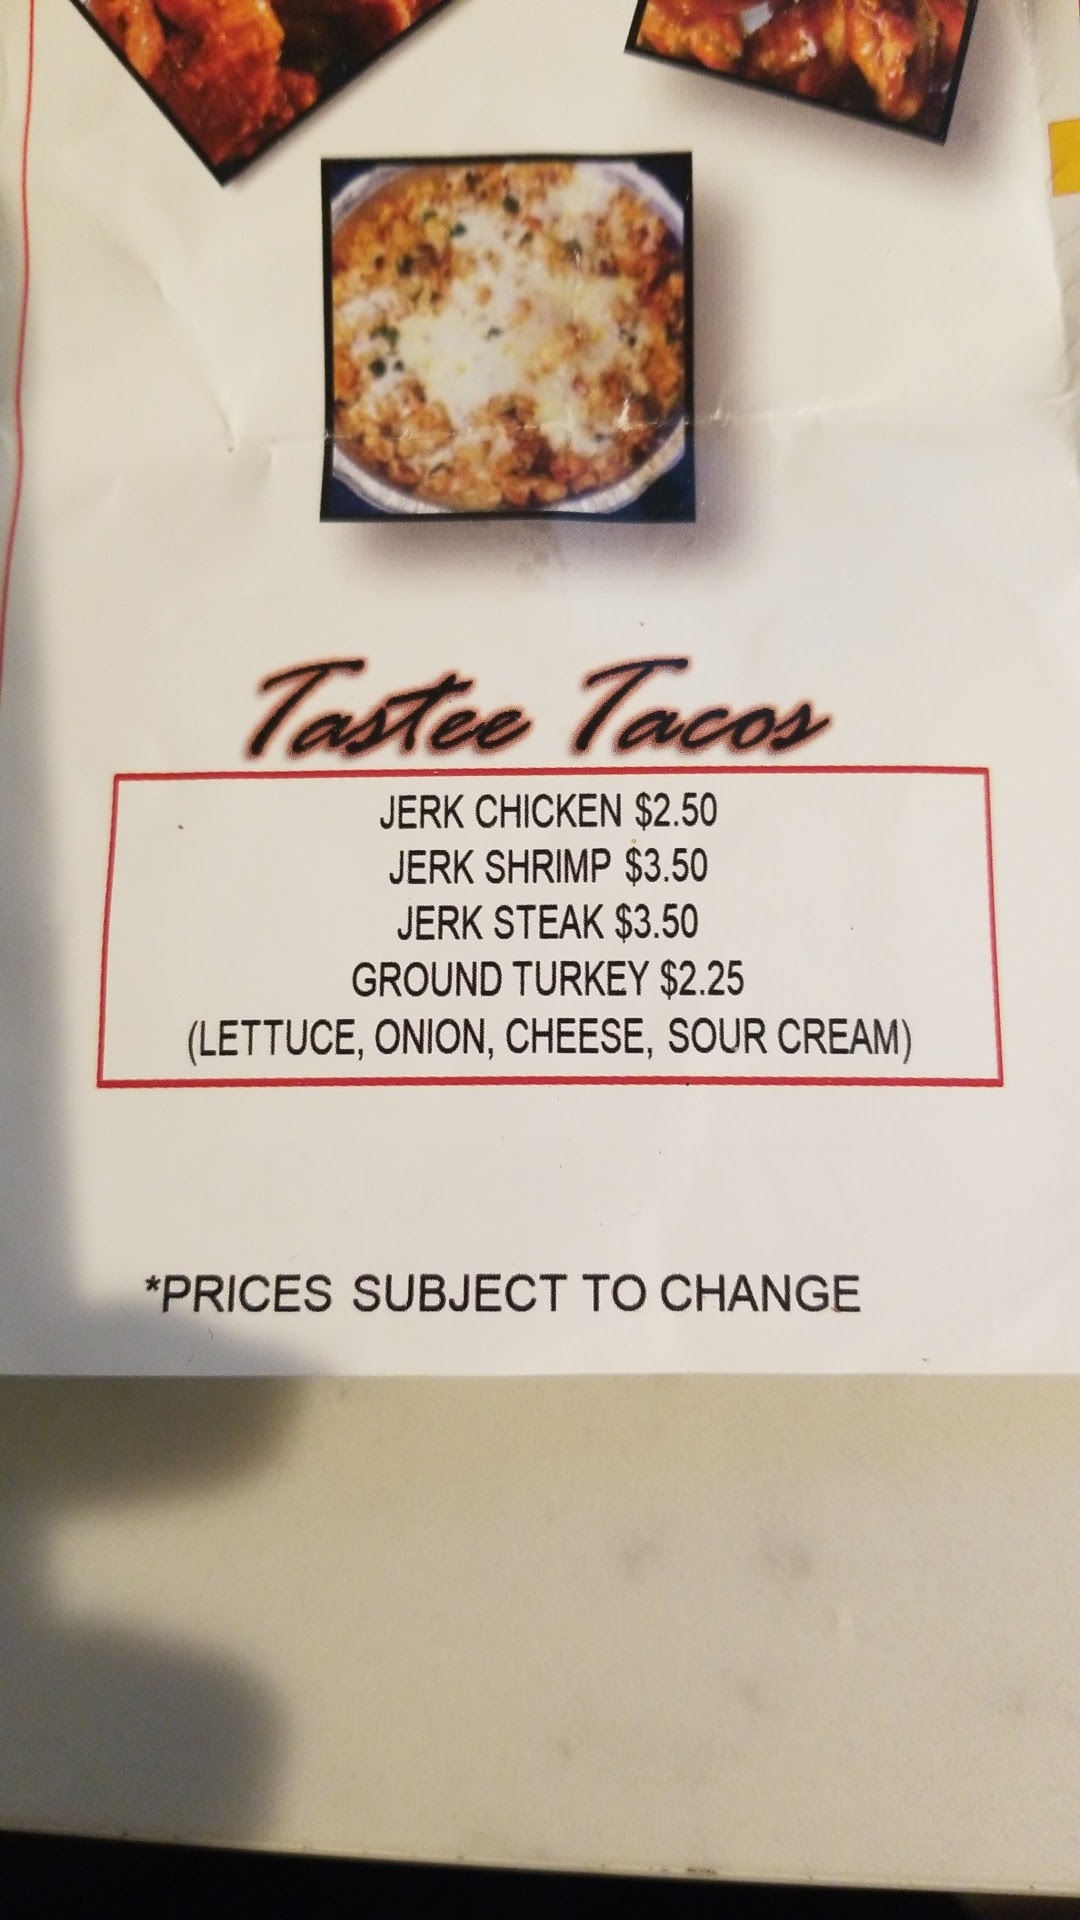 Tastee Tacos
JERK CHICKEN $2.50
JERK SHRIMP $3.50
JERK STEAK $3.50
GROUND TURKEY $2.25
(LETTUCE, ONION, CHEESE, SOUR CREAM)
*PRICES SUBJECT TO CHANGE